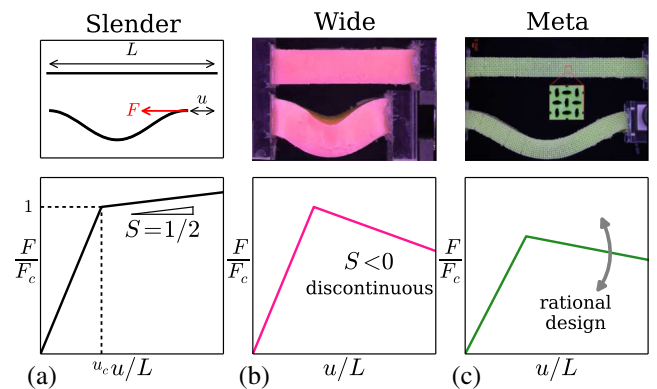 Slender
Wide
Meta
L
F
u
1
F/F_c
S=1/2
u_c
u/L
(a)
F/F_c
S<0
discontinuous
u/L
(b)
F/F_c
rational
design
u/L
(c)